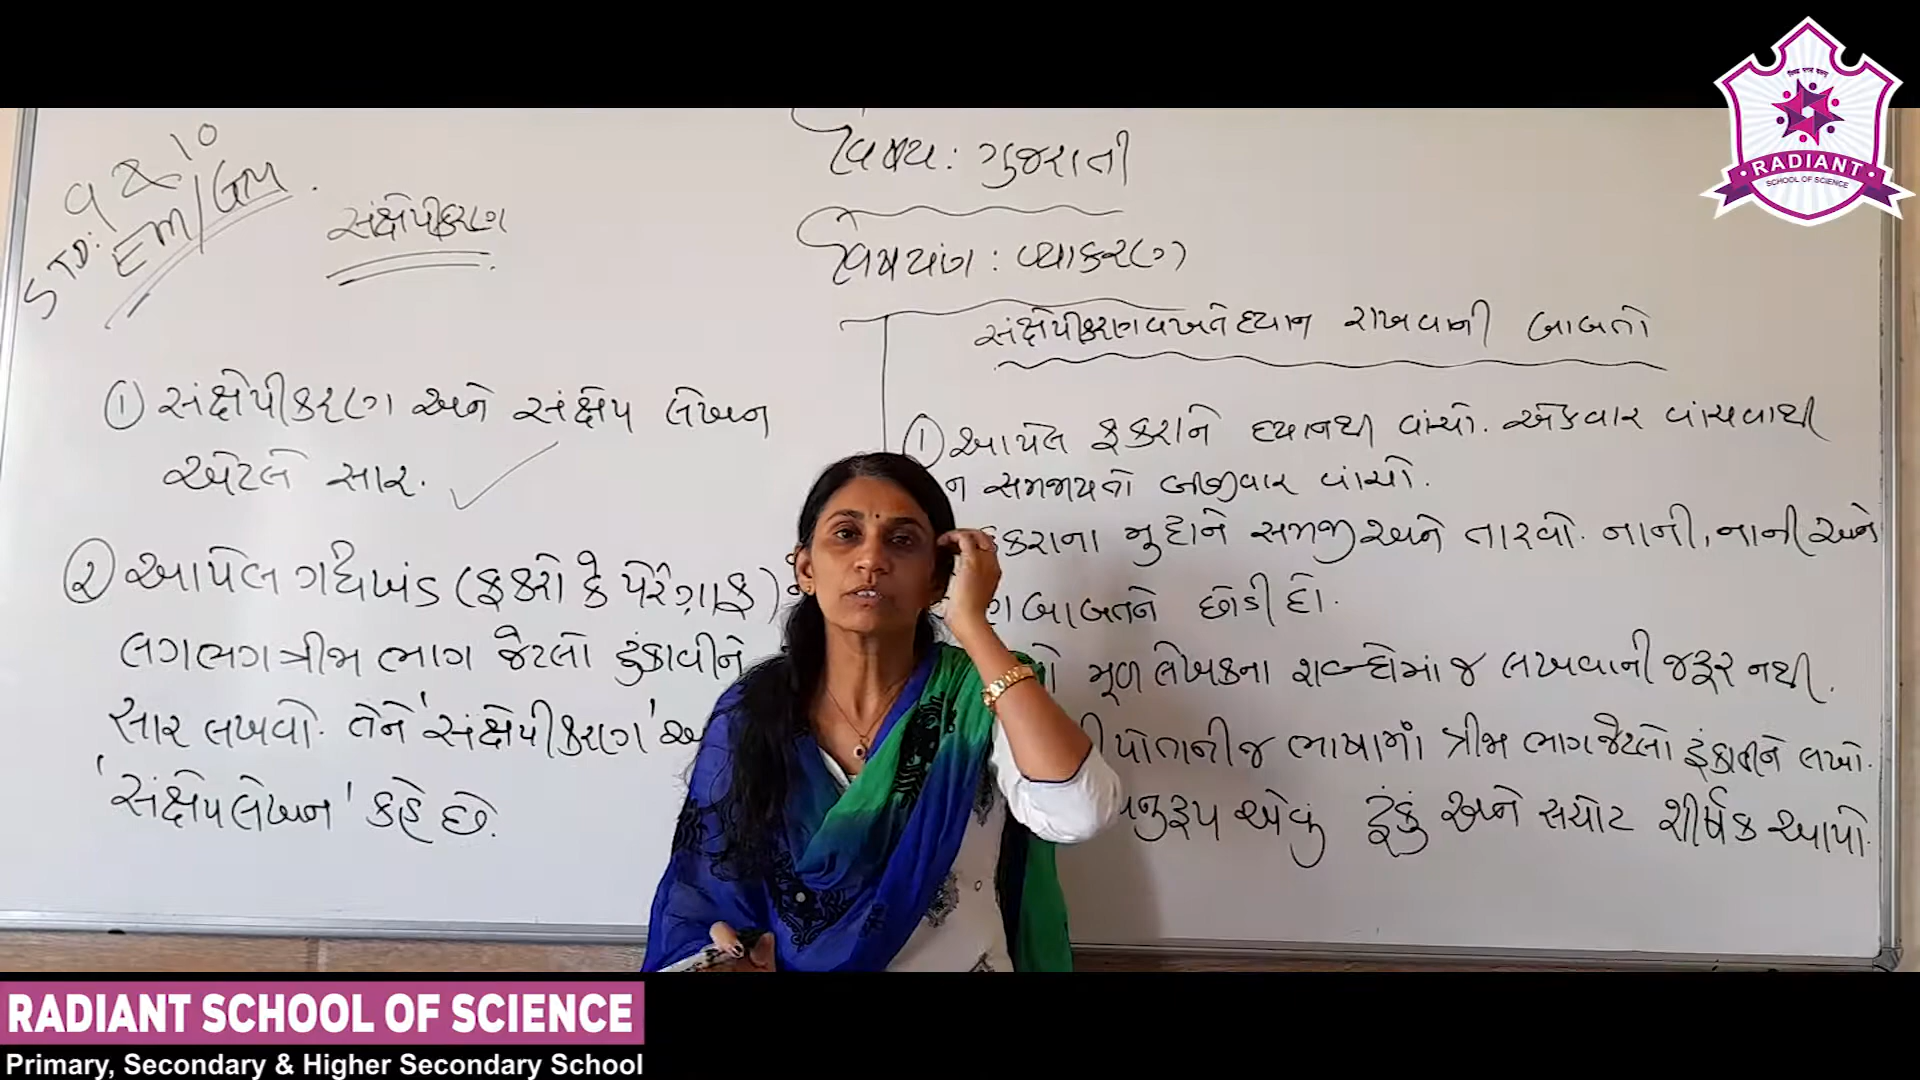 STD: 9 & 10
EM/GM.
સંક્ષેપીકરણ
① સંક્ષેપીકરણ અને સંક્ષેપ લેખન
એટલે સાર.
② આપેલ ગદ્યખંડ (ફકરો કે પેરેગ્રાફ)
લગભગ ત્રીજા ભાગ જેટલો ટુંકાવીને
સાર લખવો. તેને 'સંક્ષેપીકરણ'
'સંક્ષેપલેખન' કહે છે.
વિષય: ગુજરાતી
વિષયાંગ: વ્યાકરણ
સંક્ષેપીકરણ વખતે ધ્યાન રાખવાની બાબતો
① આપેલ ફકરાને ધ્યાનથી વાંચો. એકવાર વાંચવાથી
ન સમજાય તો બીજીવાર વાંચો.
મુદ્દાને સમજી અને તારવો. નાની, નાની અને
બાબતને છોડી દો.
મૂળ લેખકના શબ્દોમાં જ લખવાની જરૂર નથી.
પોતાની જ ભાષામાં ત્રીજા ભાગ જેટલો ટૂંકાવીને લખો.
એવું ટૂંકું અને સચોટ શીર્ષક આપો.
RADIANT
SCHOOL OF SCIENCE
RADIANT SCHOOL OF SCIENCE
Primary, Secondary & Higher Secondary School